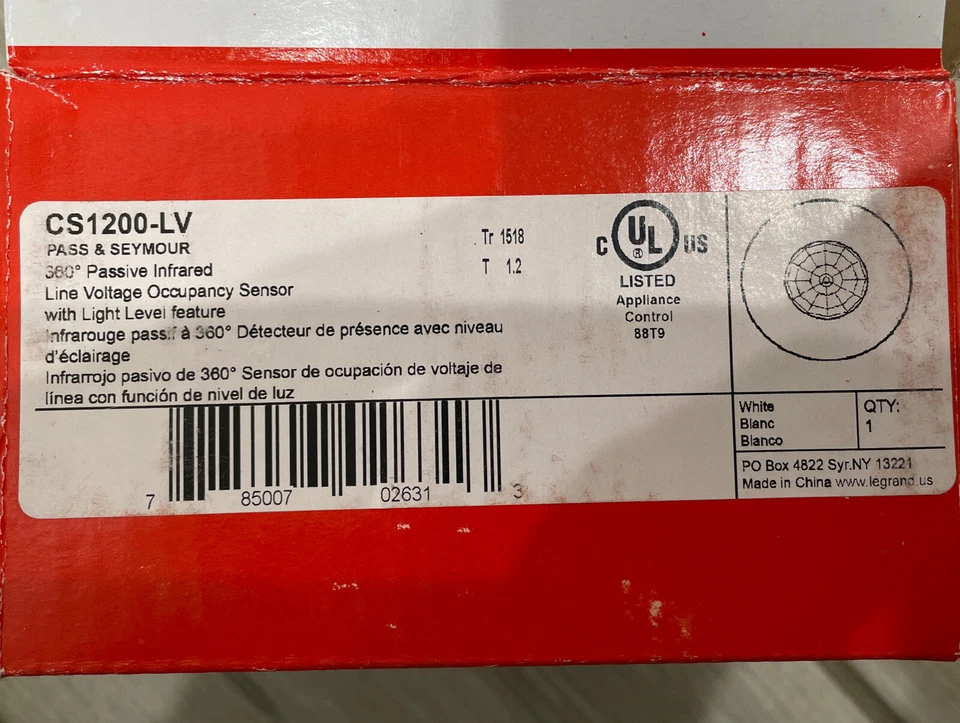 CS1200-LV
PASS & SEYMOUR
360° Passive Infrared
Line Voltage Occupancy Sensor
with Light Level feature
Infrarouge passif à 360° Détecteur de présence avec niveau
d'éclairage
Infrarrojo pasivo de 360° Sensor de ocupación de voltaje de
línea con función de nivel de luz
Tr 1518
T 1.2
C UL US
®
LISTED
Appliance
Control
88T9
White
Blanc
Blanco
QTY:
1
PO Box 4822 Syr.NY 13221
Made in China www.legrand.us
7 85007 02631 3